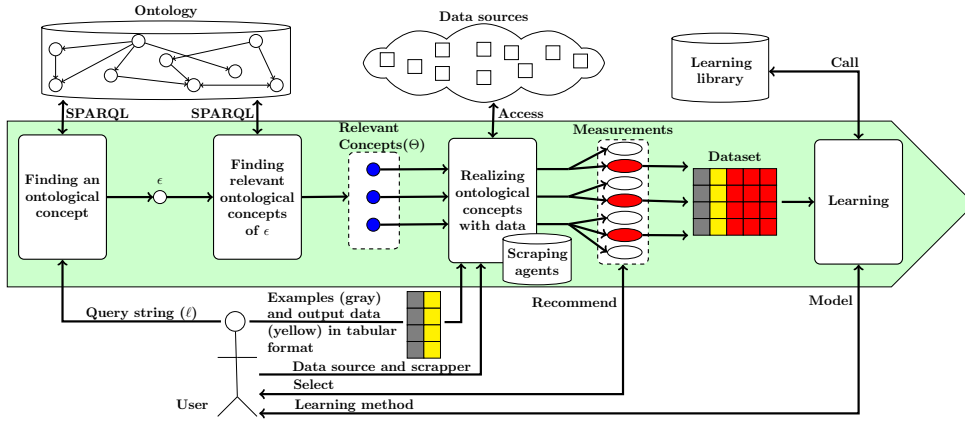 Ontology
Data sources
Learning
library
Call
SPARQL
SPARQL
Access
Relevant
Concepts(Θ)
Measurements
Dataset
Finding an
ontological
concept
ϵ
Finding
relevant
ontological
concepts
of ϵ
Realizing
ontological
concepts
with data
Scraping
agents
Learning
Query string (ℓ)
Examples (gray)
and output data
(yellow) in tabular
format
Recommend
Model
Data source and scrapper
Select
User
Learning method